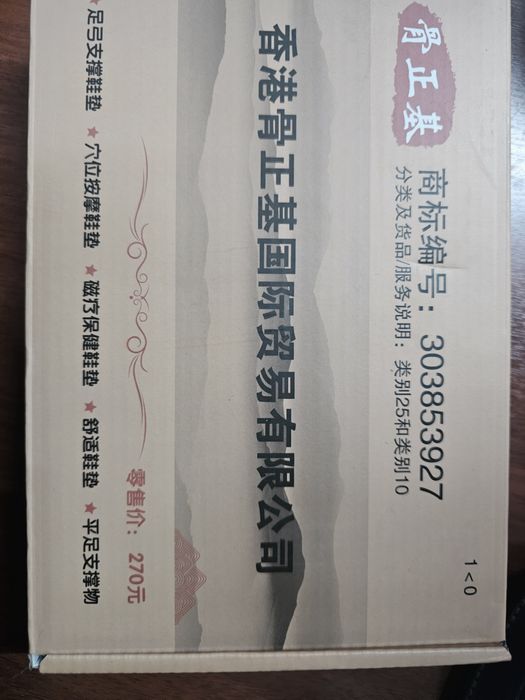 骨正基
商标编号：303853927
分类及货品/服务说明：类别25和类别10
1<0
香港骨正基国际贸易有限公司
零售价：270元
足弓支撑鞋垫★穴位按摩鞋垫★磁疗保健鞋垫★舒适鞋垫★平足支撑物